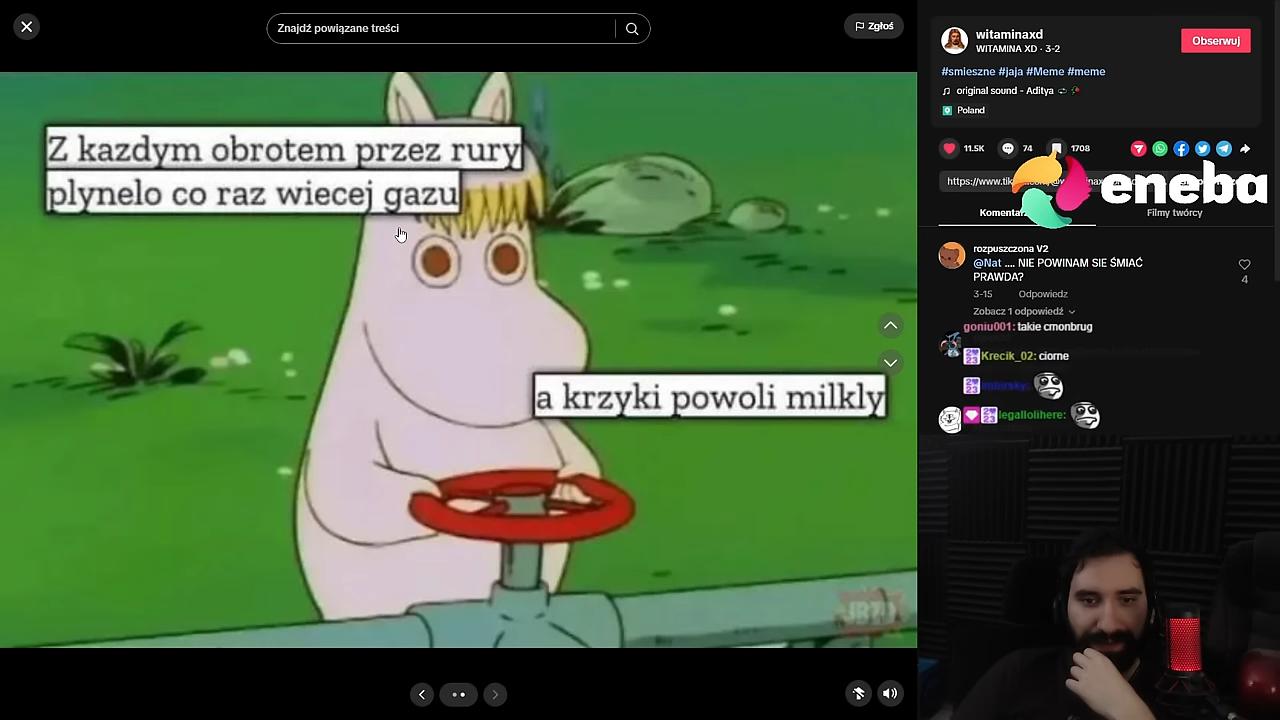 Znajdź powiązane treści
Zgłoś
Z kazdym obrotem przez rury
plynelo co raz wiecej gazu
a krzyki powoli milkly
witaminaxd
WITAMINA XD · 3-2
Obserwuj
#smieszne #jaja #Meme #meme
original sound - Aditya
Poland
11.5K
74
1708
https://www.tik
eneba
Filmy twórcy
rozpuszczona V2
@Nat .... NIE POWINAM SIE ŚMIAĆ
PRAWDA?
4
3-15 Odpowiedz
Zobacz 1 odpowiedź
goniu001: takie cmonbrug
Krecik_02: ciorne
legallolihere: